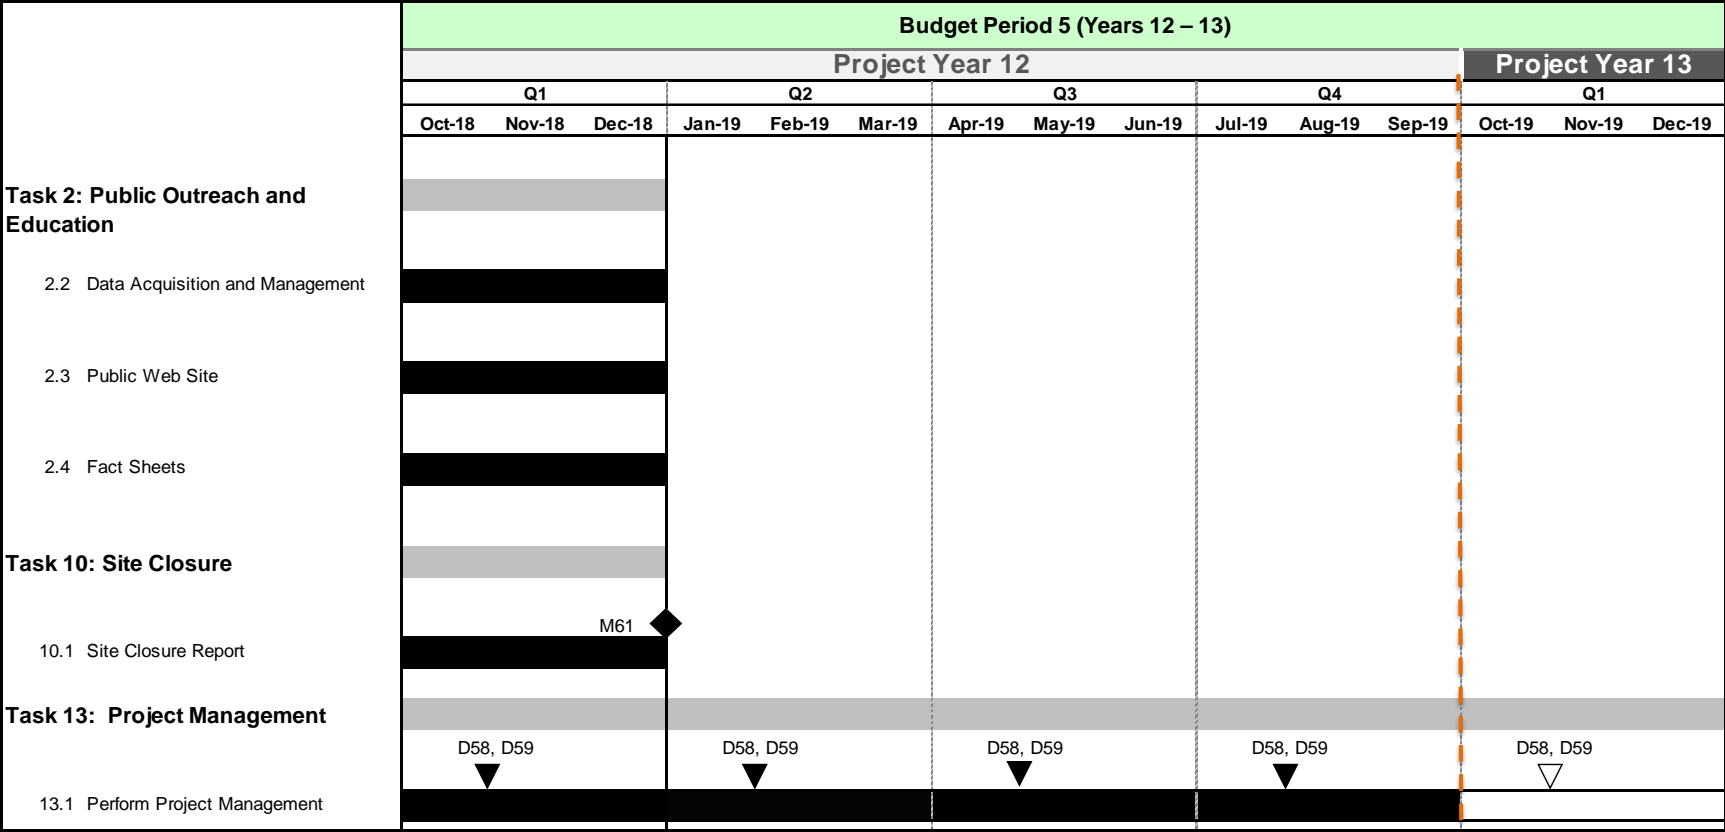 Budget Period 5 (Years 12 – 13)
Project Year 12 Project Year 13
Q1 Q2 Q3 Q4 Q1
Oct-18 Nov-18 Dec-18 Jan-19 Feb-19 Mar-19 Apr-19 May-19 Jun-19 Jul-19 Aug-19 Sep-19 Oct-19 Nov-19 Dec-19
Task 2: Public Outreach and
Education
2.2 Data Acquisition and Management
2.3 Public Web Site
2.4 Fact Sheets
Task 10: Site Closure
M61
10.1 Site Closure Report
Task 13: Project Management
D58, D59 D58, D59 D58, D59 D58, D59 D58, D59
13.1 Perform Project Management